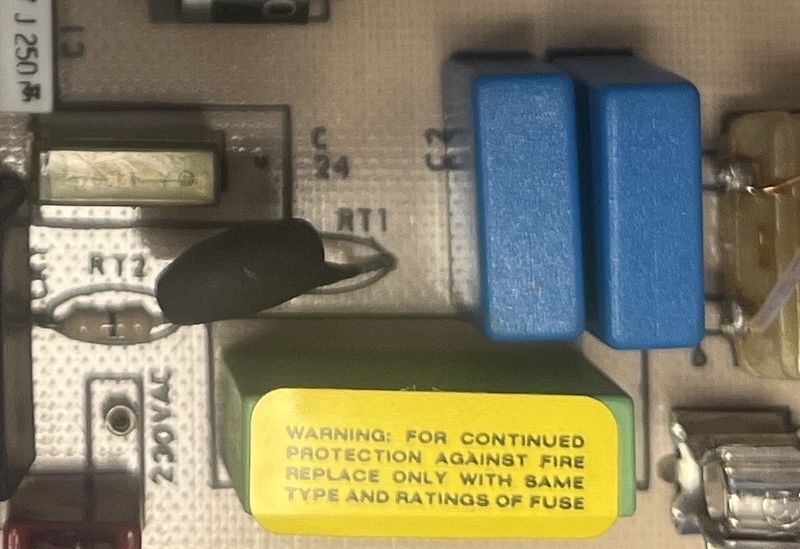 J 250
C
24
RT1
RT2
230VAC
WARNING: FOR CONTINUED
PROTECTION AGAINST FIRE
REPLACE ONLY WITH SAME
TYPE AND RATINGS OF FUSE